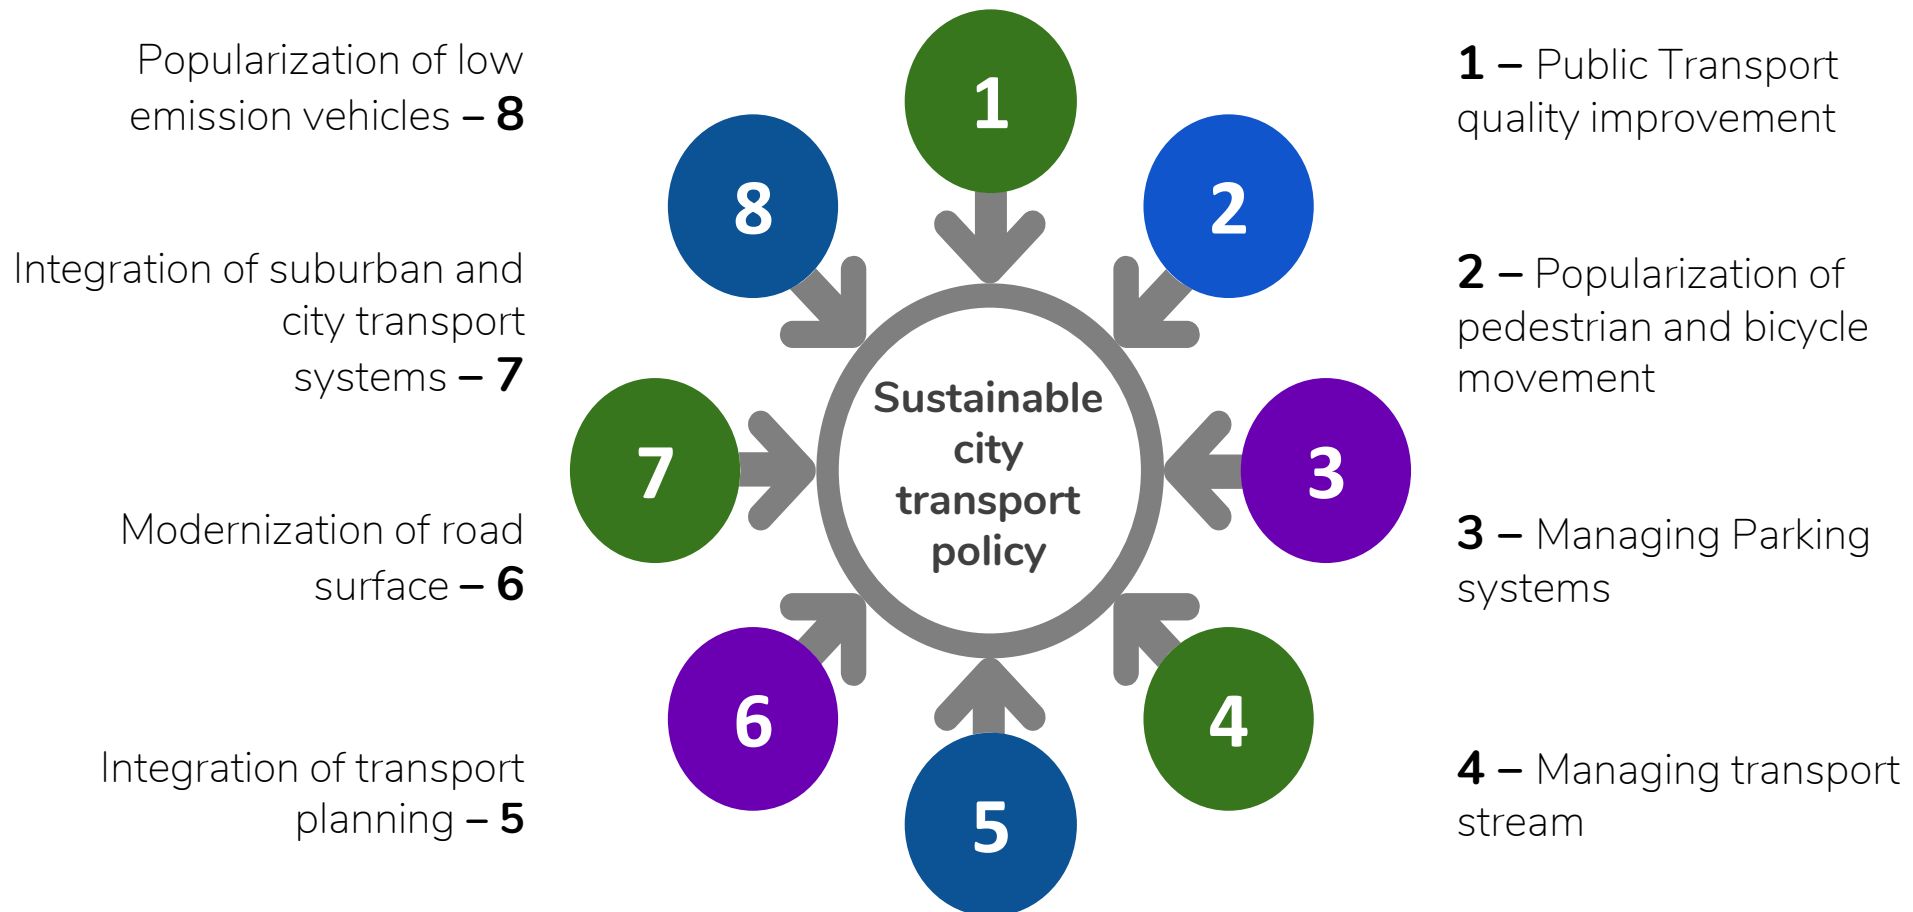 Popularization of low
emission vehicles – 8
Integration of suburban and
city transport
systems – 7
Modernization of road
surface – 6
Integration of transport
planning – 5
1
2
3
4
5
6
7
8
Sustainable
city
transport
policy
1 – Public Transport
quality improvement
2 – Popularization of
pedestrian and bicycle
movement
3 – Managing Parking
systems
4 – Managing transport
stream